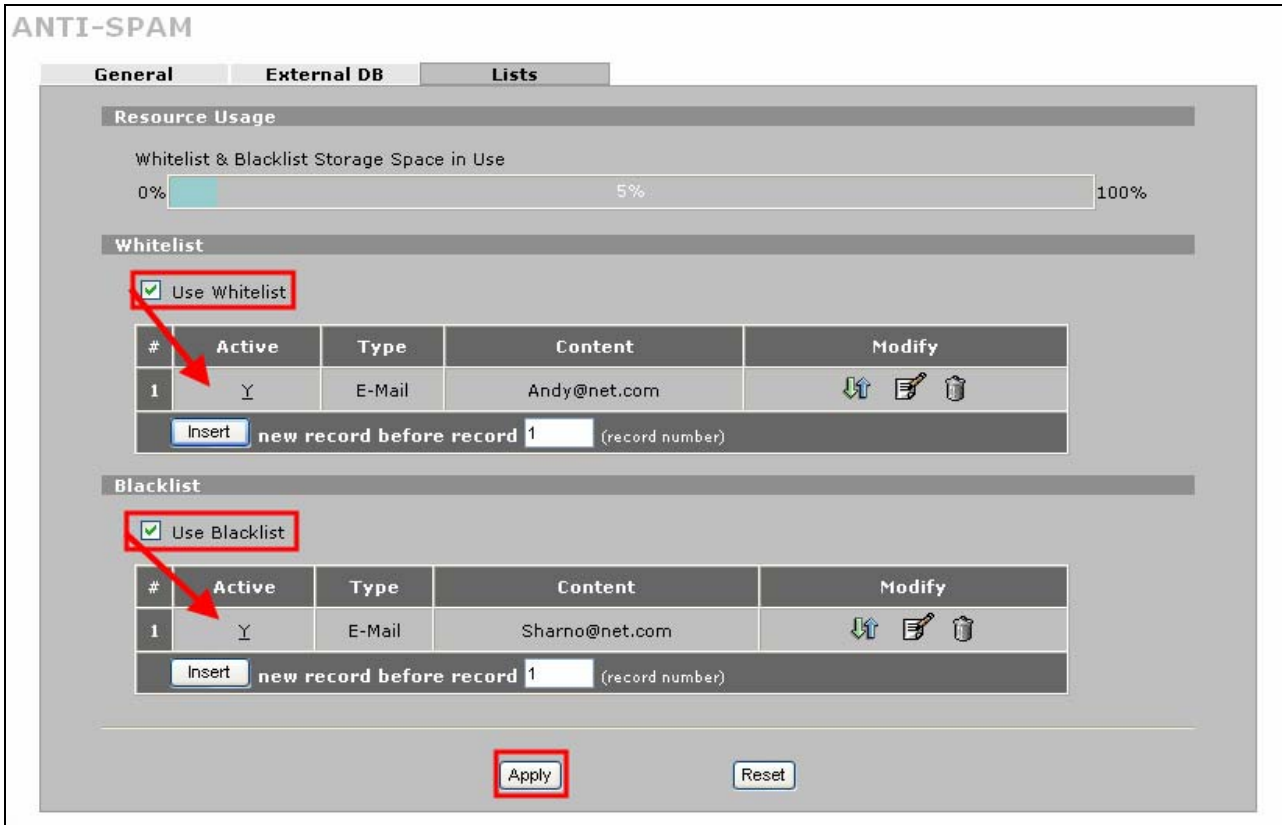 ANTI-SPAM
General External DB Lists
Resource Usage
Whitelist & Blacklist Storage Space in Use
0% 5% 100%
Whitelist
Use Whitelist
# Active Type Content Modify
1 Y E-Mail Andy@net.com
Insert new record before record 1 (record number)
Blacklist
Use Blacklist
# Active Type Content Modify
1 Y E-Mail Sharno@net.com
Insert new record before record 1 (record number)
Apply Reset